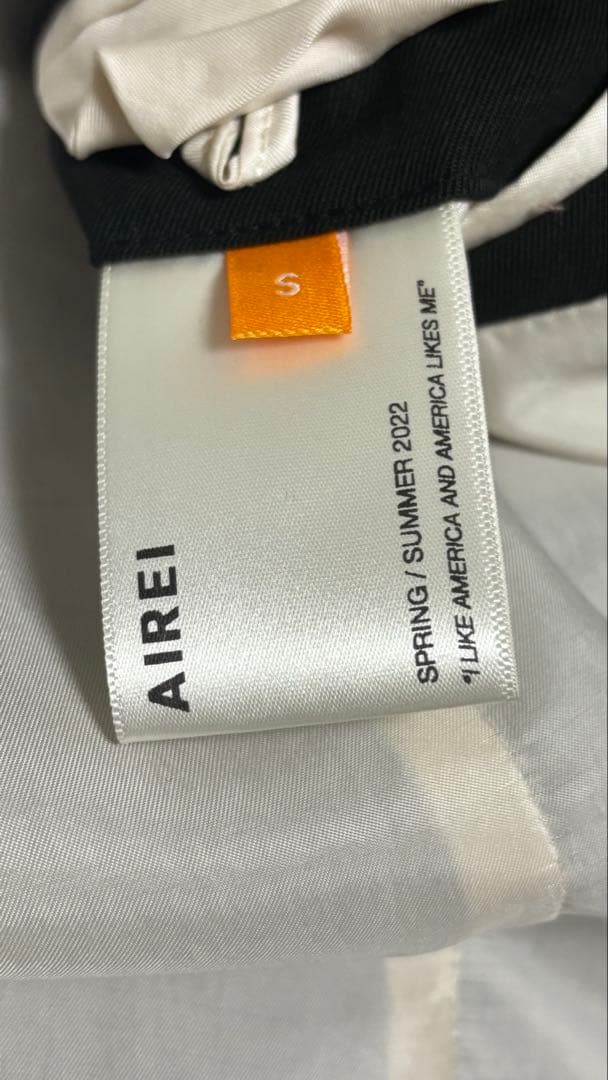 S
AIREI
SPRING / SUMMER 2022
"I LIKE AMERICA AND AMERICA LIKES ME"